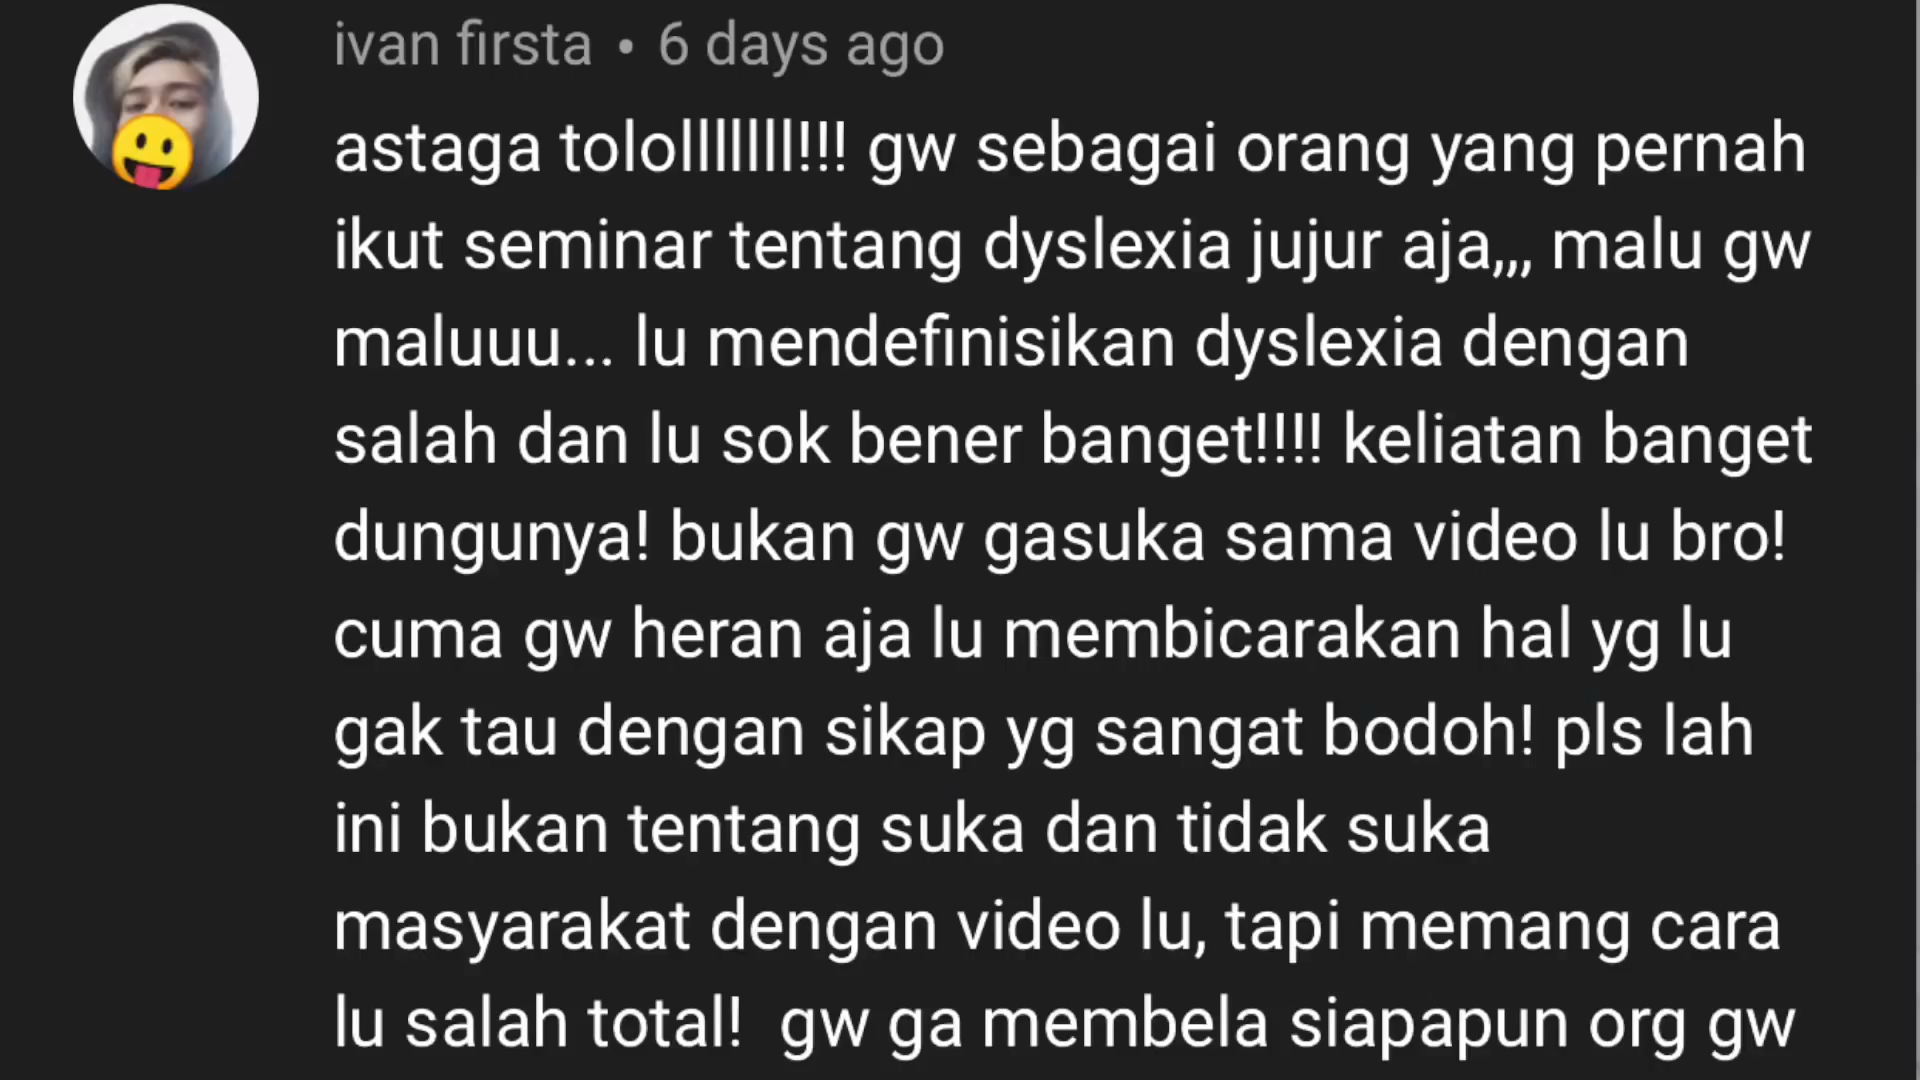 ivan firsta • 6 days ago
astaga tololllllll!!! gw sebagai orang yang pernah
ikut seminar tentang dyslexia jujur aja,,, malu gw
maluuu... lu mendefinisikan dyslexia dengan
salah dan lu sok bener banget!!!! keliatan banget
dungunya! bukan gw gasuka sama video lu bro!
cuma gw heran aja lu membicarakan hal yg lu
gak tau dengan sikap yg sangat bodoh! pls lah
ini bukan tentang suka dan tidak suka
masyarakat dengan video lu, tapi memang cara
lu salah total!  gw ga membela siapapun org gw